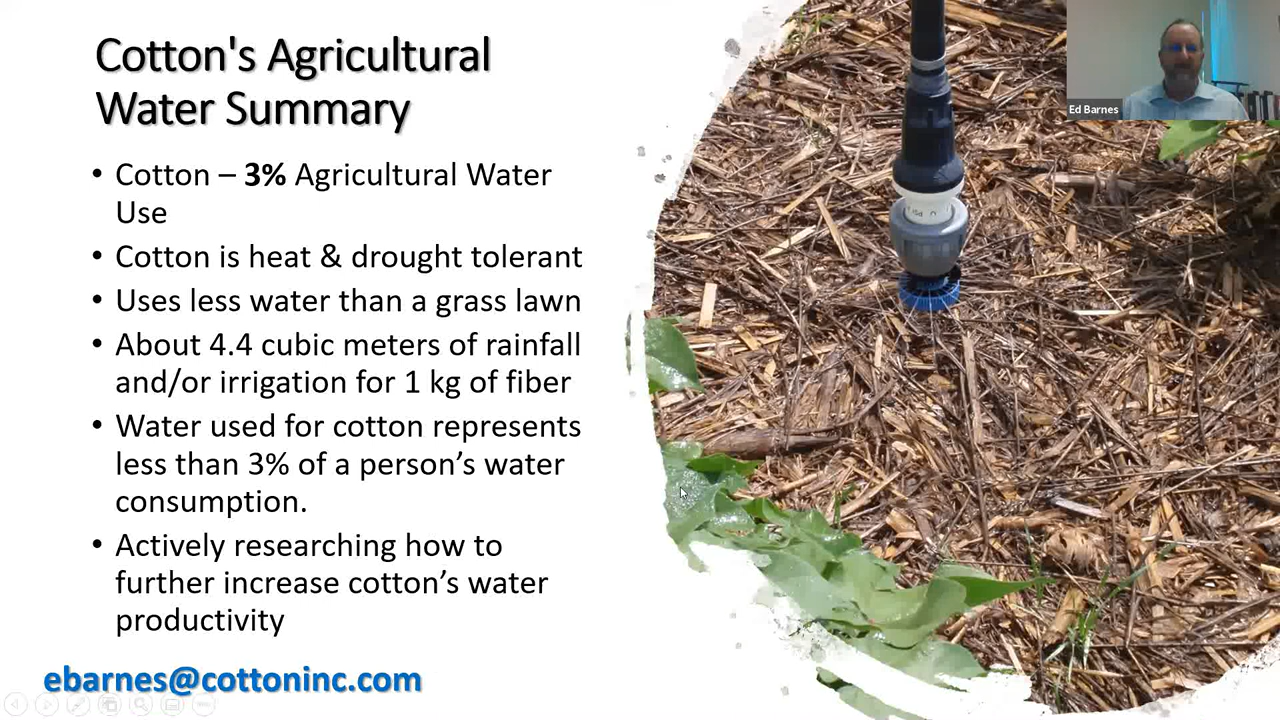 Cotton's Agricultural
Water Summary
• Cotton – 3% Agricultural Water
Use
• Cotton is heat & drought tolerant
• Uses less water than a grass lawn
• About 4.4 cubic meters of rainfall
and/or irrigation for 1 kg of fiber
• Water used for cotton represents
less than 3% of a person’s water
consumption.
• Actively researching how to
further increase cotton’s water
productivity
ebarnes@cottoninc.com
Ed Barnes